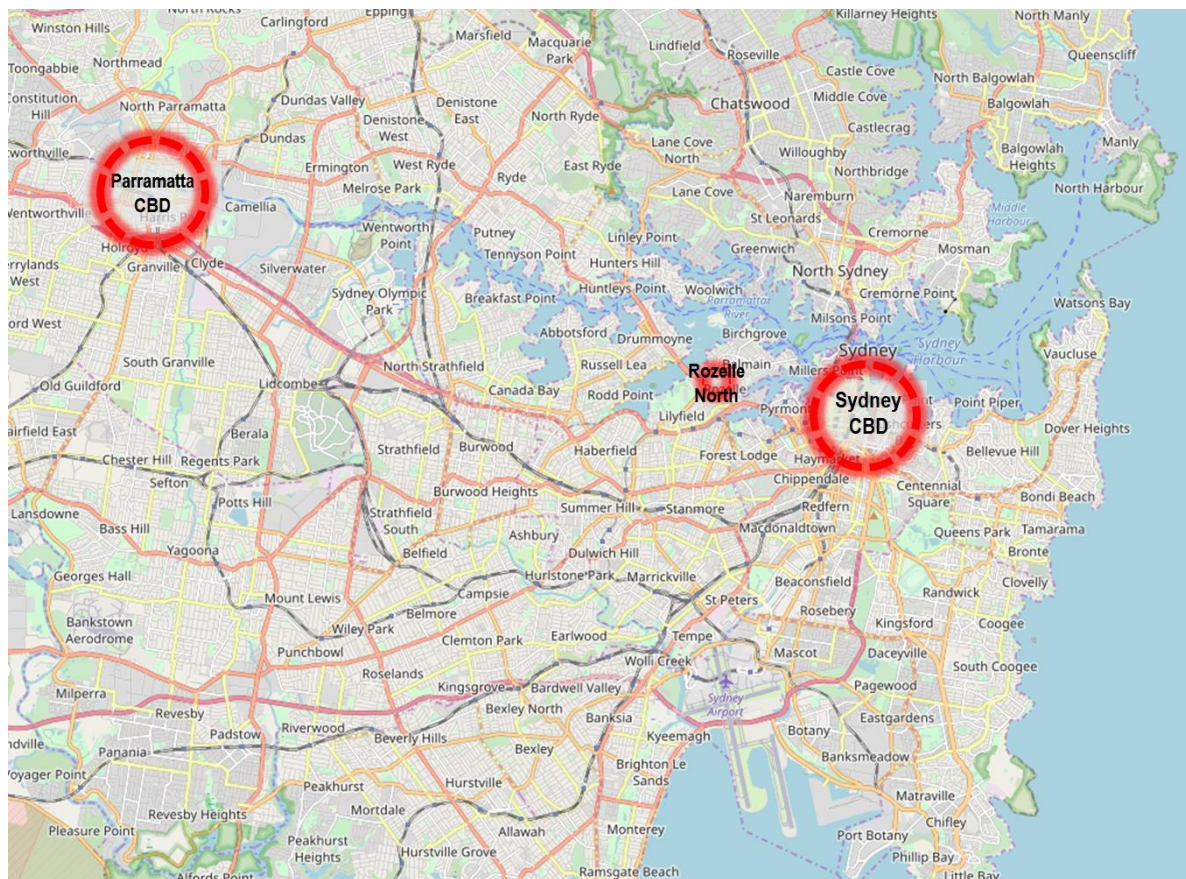 North Rocks
Epping
Killarney Heights
North Manly
Carlingford
Winston Hills
Marsfield
Macquarie
Park
Lindfield
Roseville
Queenscliff
Toongabbie
Northmead
Castle Cove
North Balgowlah
Constitution
Hill
North Parramatta
Dundas Valley
Denistone
East
Chatswood
Middle Cove
Balgowlah
Denistone
West
North Ryde
Castlecrag
Dundas
Lane Cove
North
Willoughby
Balgowlah
Heights
Manly
Ermington
West Ryde
East Ryde
Northbridge
Parramatta
CBD
Ryde
Melrose Park
Lane Cove
Naremburn
North Harbour
Wentworthville
Camellia
St Leonards
Middle
Harbour
Wentworth
Point
Putney
Linley Point
Cremorne
Holroyd
Clyde
Granville
Tennyson Point
Hunters Hill
Greenwich
Mosman
Silverwater
North Sydney
Sydney Olympic
Park
Breakfast Point
Huntleys Point
Woolwich
Parramatta
River
Cremorne Point
Watsons Bay
Milsons Point
Abbotsford
Drummoyne
Birchgrove
Sydney
Sydney
Harbour
Vaucluse
South Granville
North Strathfield
Russell Lea
Balmain
Rozelle
North
Millers Point
Old Guildford
Lidcombe
Canada Bay
Rodd Point
Sydney
CBD
Point Piper
Lilyfield
Pyrmont
Dover Heights
Berala
Strathfield
Burwood
Haberfield
Forest Lodge
Haymarket
Bellevue Hill
Chester Hill
Regents Park
Sefton
Chippendale
Centennial
Square
Potts Hill
Burwood Heights
Summer Hill
Stanmore
Redfern
Bondi Beach
Lansdowne
Bass Hill
Strathfield
South
Macdonaldtown
Tamarama
Queens Park
Ashbury
Yagoona
Belfield
Dulwich Hill
Bronte
Georges Hall
Hurlstone Park
Marrickville
Beaconsfield
Clovelly
Mount Lewis
Campsie
St Peters
Randwick
Bankstown
Aerodrome
Belmore
Rosebery
Wiley Park
Kingsford
Coogee
Clemton Park
Earlwood
Tempe
Punchbowl
Mascot
Daceyville
Wolli Creek
South Coogee
Roselands
Milperra
Kingsgrove
Bardwell Valley
Sydney
Airport
Pagewood
Revesby
Bexley North
Banksia
Eastgardens
Riverwood
Padstow
Beverly Hills
Kyeemagh
Botany
Panania
Bexley
Banksmeadow
Voyager Point
Brighton Le
Sands
Peakhurst
Hurstville
Matraville
Revesby Heights
Mortdale
Chifley
Pleasure Point
Allawah
Monterey
Port Botany
Peakhurst
Heights
Hurstville Grove
Phillip Bay
Alfords Point
Ramsgate Beach
Little Bay